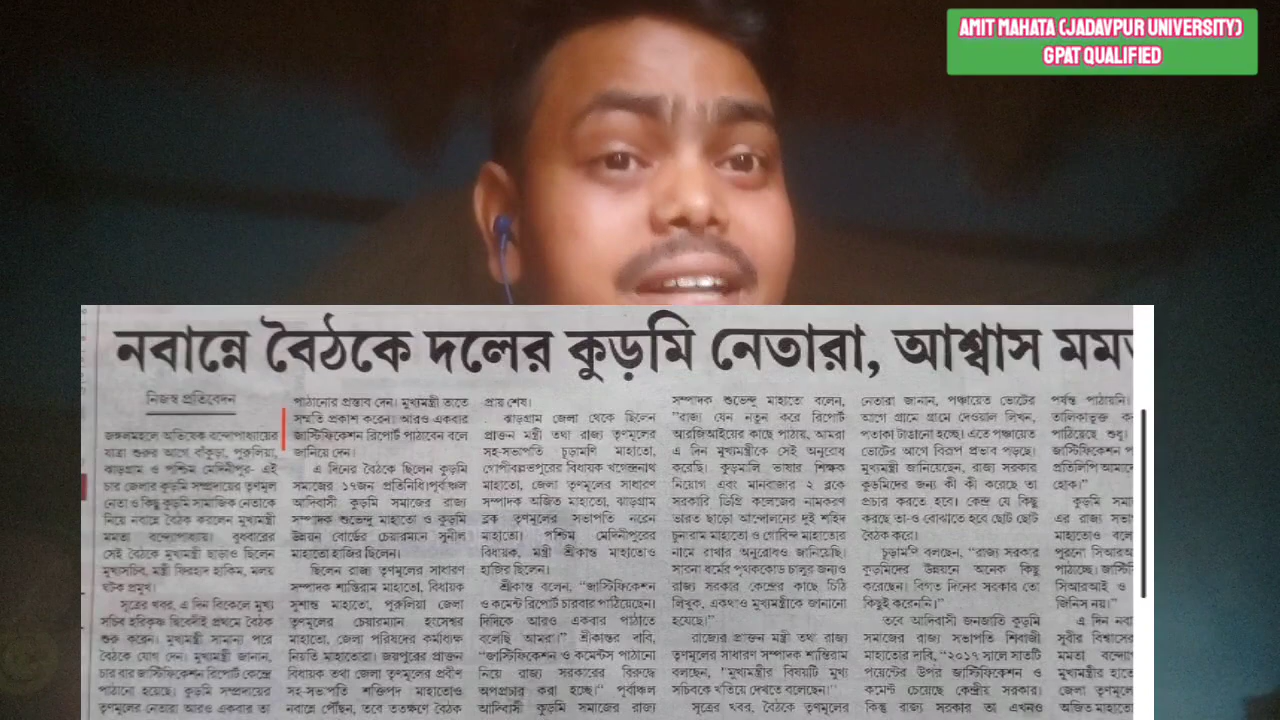 AMIT MAHATA (JADAVPUR UNIVERSITY)
GPAT QUALIFIED
নবান্নে বৈঠকে দলের কুড়মি নেতারা, আশ্বাস মমত
নিজস্ব প্রতিবেদন
জঙ্গলমহলে অভিষেক বন্দ্যোপাধ্যায়ের
যাত্রা শুরুর আগে বাঁকুড়া, পুরুলিয়া,
ঝাড়গ্রাম ও পশ্চিম মেদিনীপুর- এই
চার জেলার কুড়মি সম্প্রদায়ের তৃণমূল
নেতা ও কিছু কুড়মি সামাজিক নেতাকে
নিয়ে নবান্নে বৈঠক করলেন মুখ্যমন্ত্রী
মমতা বন্দ্যোপাধ্যায়। বুধবারের
সেই বৈঠকে মুখ্যমন্ত্রী ছাড়াও ছিলেন
মুখ্যসচিব, মন্ত্রী ফিরহাদ হাকিম, মলয়
ঘটক প্রমুখ।
সূত্রের খবর, এ দিন বিকেলে মুখ্য
সচিব হরিকৃষ্ণ দ্বিবেদীই প্রথমে বৈঠক
শুরু করেন। মুখ্যমন্ত্রী সামান্য পরে
বৈঠকে যোগ দেন। মুখ্যমন্ত্রী জানান,
চার বার জাস্টিফিকেশন রিপোর্ট কেন্দ্রে
পাঠানো হয়েছে। কুড়মি সম্প্রদায়ের
তৃণমূলের নেতারা আরও একবার তা
পাঠানোর প্রস্তাব দেন। মুখ্যমন্ত্রী তাতে
সম্মতি প্রকাশ করেন। আরও একবার
জাস্টিফিকেশন রিপোর্ট পাঠাবেন বলে
জানিয়ে দেন।
এ দিনের বৈঠকে ছিলেন কুড়মি
সমাজের ১৭জন প্রতিনিধি।পূর্বাঞ্চল
আদিবাসী কুড়মি সমাজের রাজ্য
সম্পাদক শুভেন্দু মাহাতো ও কুড়মি
উন্নয়ন বোর্ডের চেয়ারম্যান সুনীল
মাহাতো হাজির ছিলেন।
ছিলেন রাজ্য তৃণমূলের সাধারণ
সম্পাদক শান্তিরাম মাহাতো, বিধায়ক
সুশান্ত মাহাতো, পুরুলিয়া জেলা
তৃণমূলের চেয়ারম্যান হংসেশ্বর
মাহাতো, জেলা পরিষদের কর্মাধ্যক্ষ
নিয়তি মাহাতোরা। জয়পুরের প্রাক্তন
বিধায়ক তথা জেলা তৃণমূলের প্রবীণ
সহ-সভাপতি শক্তিপদ মাহাতোও
নবান্নে পৌঁছন, তবে ততক্ষণে বৈঠক
প্রায় শেষ।
ঝাড়গ্রাম জেলা থেকে ছিলেন
প্রাক্তন মন্ত্রী তথা রাজ্য তৃণমূলের
সহ-সভাপতি চূড়ামণি মাহাতো,
গোপীবল্লভপুরের বিধায়ক খগেন্দ্রনাথ
মাহাতো, জেলা তৃণমূলের সাধারণ
সম্পাদক অজিত মাহাতো, ঝাড়গ্রাম
ব্লক তৃণমূলের সভাপতি নরেন
মাহাতো। পশ্চিম মেদিনীপুরের
বিধায়ক, মন্ত্রী শ্রীকান্ত মাহাতোও
হাজির ছিলেন।
শ্রীকান্ত বলেন, “জাস্টিফিকেশন
ও কমেন্ট রিপোর্ট চারবার পাঠিয়েছেন।
দিদিকে আরও একবার পাঠাতে
বলেছি আমরা।” শ্রীকান্তর দাবি,
“জাস্টিফিকেশন ও কমেন্টস পাঠানো
নিয়ে রাজ্য সরকারের বিরুদ্ধে
অপপ্রচার করা হচ্ছে।” পূর্বাঞ্চল
আদিবাসী কুড়মি সমাজের রাজ্য
সম্পাদক শুভেন্দু মাহাতো বলেন,
“রাজ্য যেন নতুন করে রিপোর্ট
আরজিআইয়ের কাছে পাঠায়, আমরা
এ দিন মুখ্যমন্ত্রীকে সেই অনুরোধ
করেছি। কুড়মালি ভাষার শিক্ষক
নিয়োগ এবং মানবাজার ২ ব্লকে
সরকারি ডিগ্রি কলেজের নামকরণ
ভারত ছাড়ো আন্দোলনের দুই শহিদ
চুনারাম মাহাতো ও গোবিন্দ মাহাতোর
নামে রাখার অনুরোধও জানিয়েছি।
সারনা ধর্মের পৃথককোড চালুর জন্যও
রাজ্য সরকার কেন্দ্রের কাছে চিঠি
লিখুক, একথাও মুখ্যমন্ত্রীকে জানানো
হয়েছে।”
রাজ্যের প্রাক্তন মন্ত্রী তথা রাজ্য
তৃণমূলের সাধারণ সম্পাদক শান্তিরাম
বলছেন, “মুখ্যমন্ত্রীর বিষয়টি মুখ্য
সচিবকে খতিয়ে দেখতে বলেছেন।”
সূত্রের খবর, বৈঠকে তৃণমূলের
নেতারা জানান, পঞ্চায়েত ভোটের
আগে গ্রামে গ্রামে দেওয়াল লিখন,
পতাকা টাঙানো হচ্ছে। এতে পঞ্চায়েত
ভোটের আগে বিরূপ প্রভাব পড়ছে।
মুখ্যমন্ত্রী জানিয়েছেন, রাজ্য সরকার
কুড়মিদের জন্য কী কী করেছে তা
প্রচার করতে হবে। কেন্দ্র যে কিছু
করছে তা-ও বোঝাতে হবে ছোট ছোট
বৈঠক করে।
চূড়ামণি বলছেন, “রাজ্য সরকার
কুড়মিদের উন্নয়নে অনেক কিছু
করেছেন। বিগত দিনের সরকার তো
কিছুই করেননি।”
তবে আদিবাসী জনজাতি কুড়মি
সমাজের রাজ্য সভাপতি শিবাজী
মাহাতোর দাবি, “২০১৭ সালে সাতটি
পয়েন্টের উপর জাস্টিফিকেশন ও
কমেন্ট চেয়েছে কেন্দ্রীয় সরকার।
কিন্তু রাজ্য সরকার তা এখনও
পর্যন্ত পাঠায়নি।
তালিকাভুক্ত ক
পাঠিয়েছে শুধু।
জাস্টিফিকেশন প
প্রতিলিপি আমাদে
হোক।”
কুড়মি সমা
এর রাজ্য সভা
মাহাতোও বলে
পুরনো সিআরআ
পাঠাচ্ছে। জাস্টি
সিআরআই ও
জিনিস নয়।”
এ দিন নবা
সুবীর বিশ্বাসের
মমতা বন্দ্যো
মুখ্যমন্ত্রীর হাতে
জেলা তৃণমূলে
অজিত মাহাতো